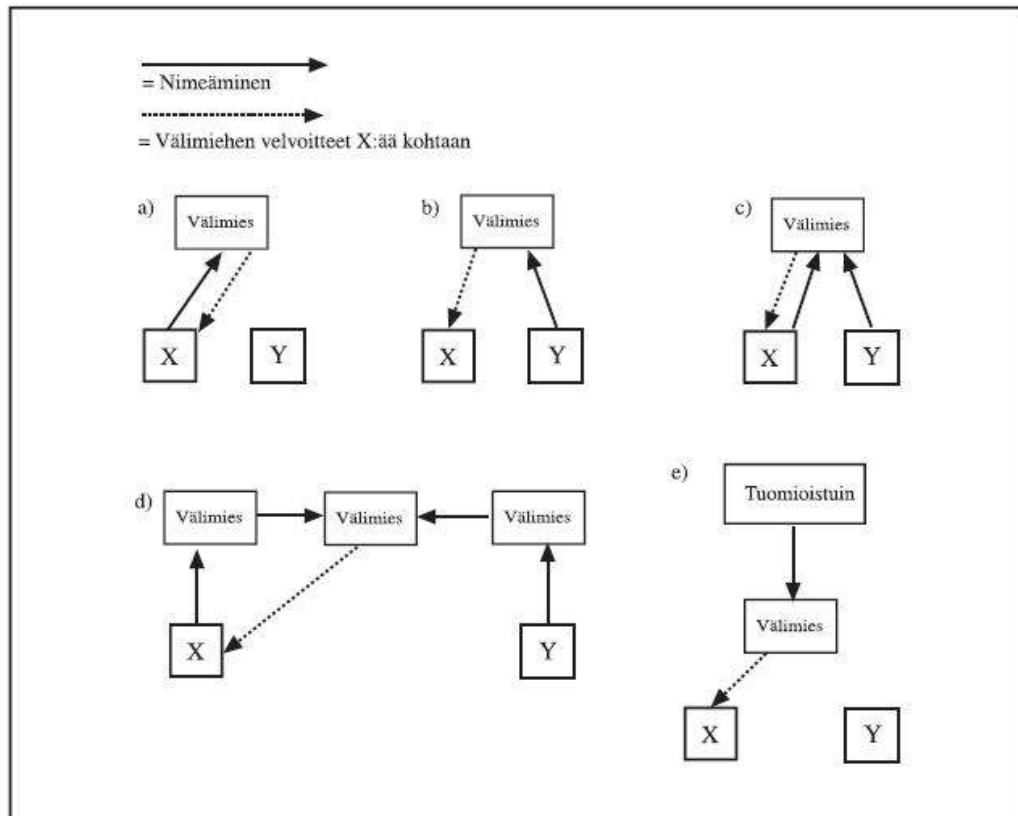 = Nimeäminen
= Välimiehen velvoitteet X:ää kohtaan
a)
Välimies
X
Y
b)
Välimies
X
Y
c)
Välimies
X
Y
d)
Välimies
Välimies
Välimies
X
Y
e)
Tuomioistuin
Välimies
X
Y